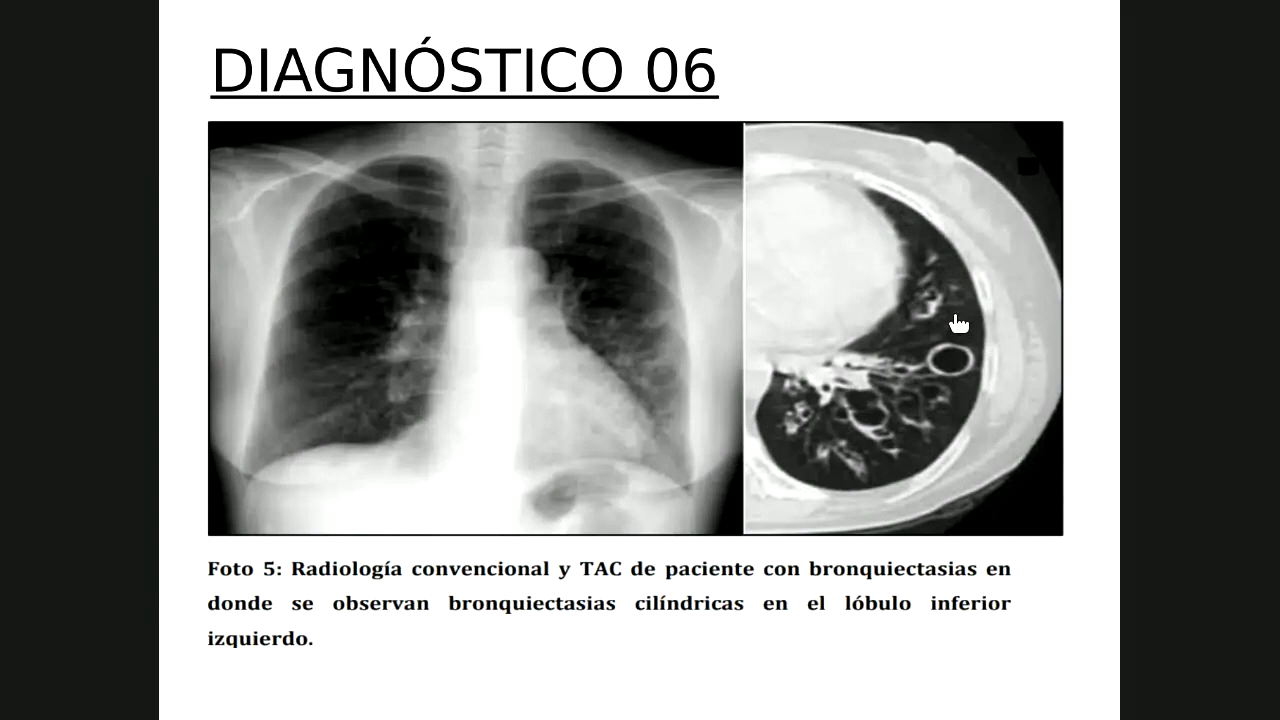 DIAGNÓSTICO 06
Foto 5: Radiología convencional y TAC de paciente con bronquiectasias en
donde se observan bronquiectasias cilíndricas en el lóbulo inferior
izquierdo.